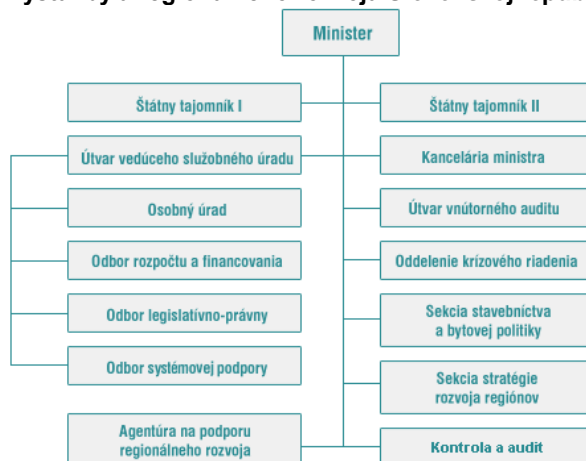 Minister
Štátny tajomník I
Štátny tajomník II
Útvar vedúceho služobného úradu
Kancelária ministra
Osobný úrad
Útvar vnútorného auditu
Odbor rozpočtu a financovania
Oddelenie krízového riadenia
Odbor legislatívno-právny
Sekcia stavebníctva
a bytovej politiky
Odbor systémovej podpory
Sekcia stratégie
rozvoja regiónov
Agentúra na podporu
regionálneho rozvoja
Kontrola a audit